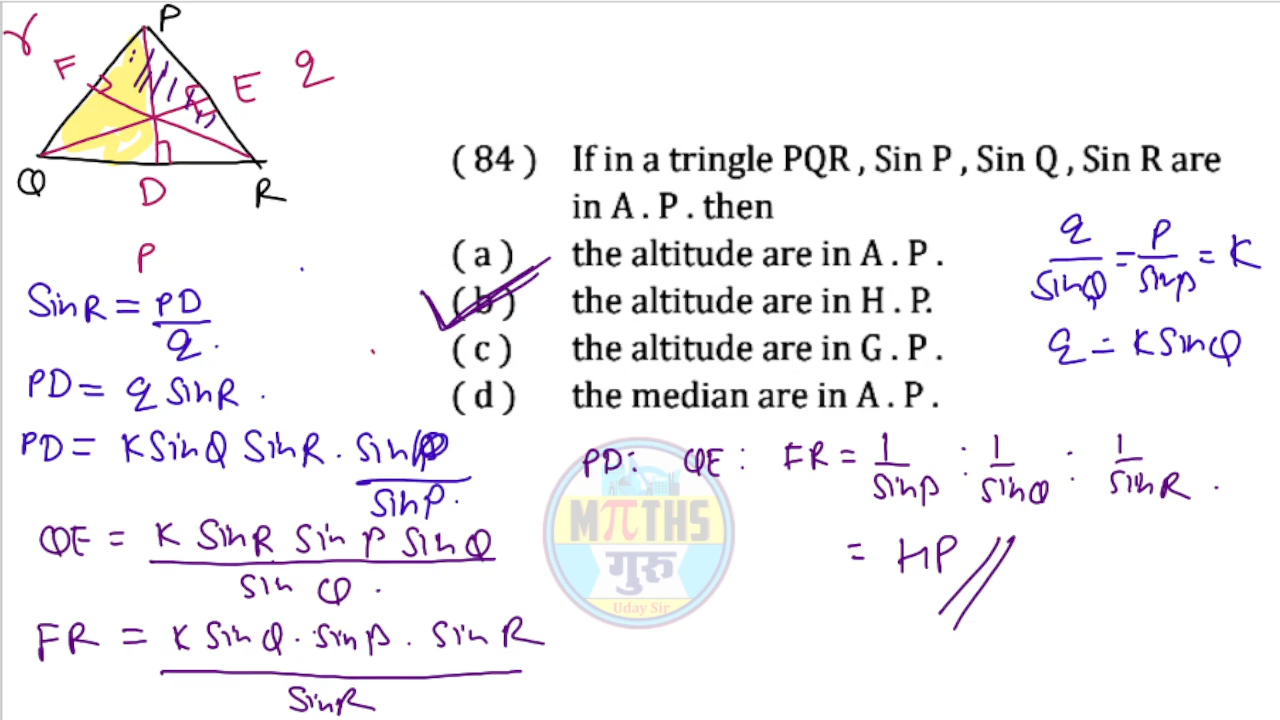 P
r
F
E
q
Q
D
R
P
(84) If in a tringle PQR, Sin P, Sin Q, Sin R are
in A.P. then
(a) the altitude are in A.P.
(b) the altitude are in H.P.
(c) the altitude are in G.P.
(d) the median are in A.P.
q/sinQ = P/sinP = K
q = K sinQ
SinR = PD/q.
PD = q sinR.
PD = K SinQ SinR. sinP/sinP.
QE = K SinR Sin P SinQ / sin Q.
FR = K SinQ. sinP. sinR / sinR
PD: QE: FR = 1/sinP : 1/sinQ : 1/sinR.
= HP //
MπTHS
गुरु
Uday Sir